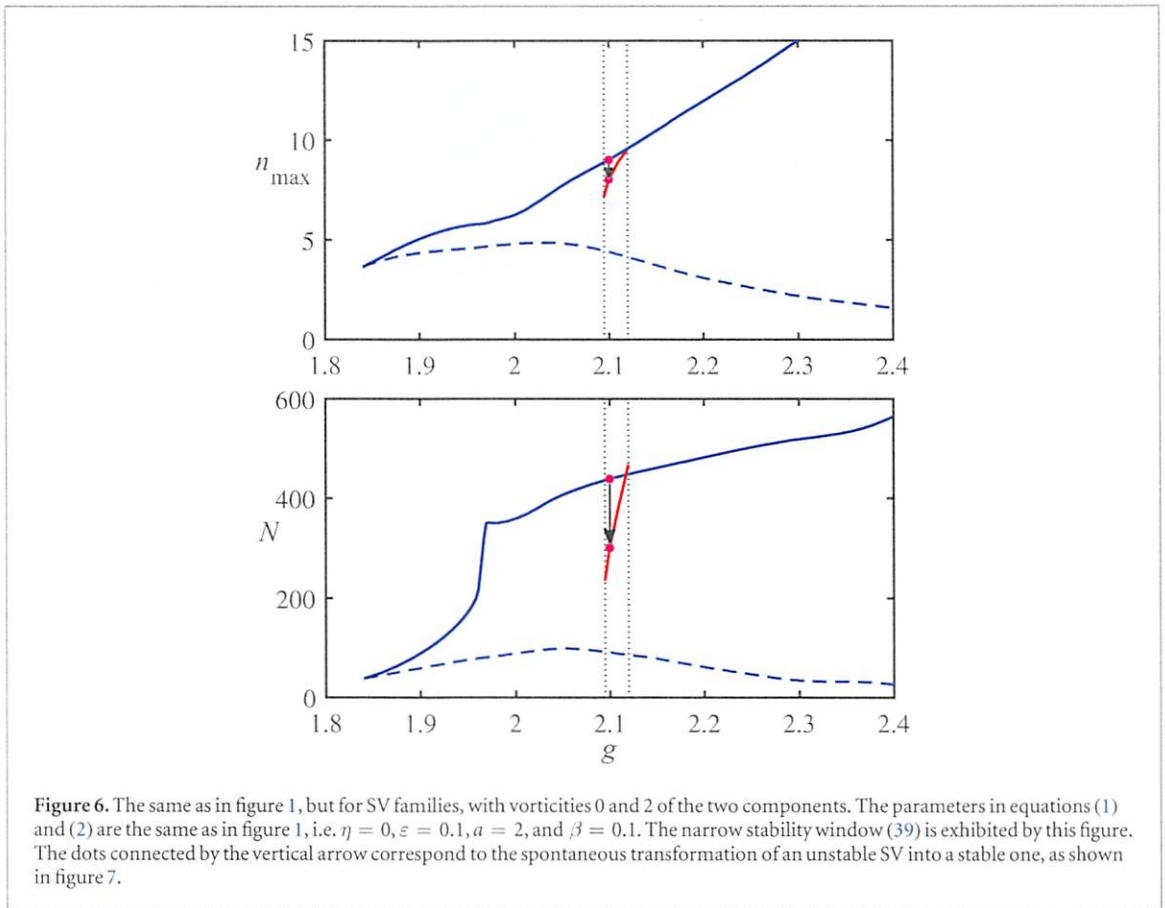 15
10
n
max
5
0
1.8 1.9 2 2.1 2.2 2.3 2.4
600
400
N
200
0
1.8 1.9 2 2.1 2.2 2.3 2.4
g
Figure 6. The same as in figure 1, but for SV families, with vorticities 0 and 2 of the two components. The parameters in equations (1)
and (2) are the same as in figure 1, i.e. η = 0, ε = 0.1, a = 2, and β = 0.1. The narrow stability window (39) is exhibited by this figure.
The dots connected by the vertical arrow correspond to the spontaneous transformation of an unstable SV into a stable one, as shown
in figure 7.